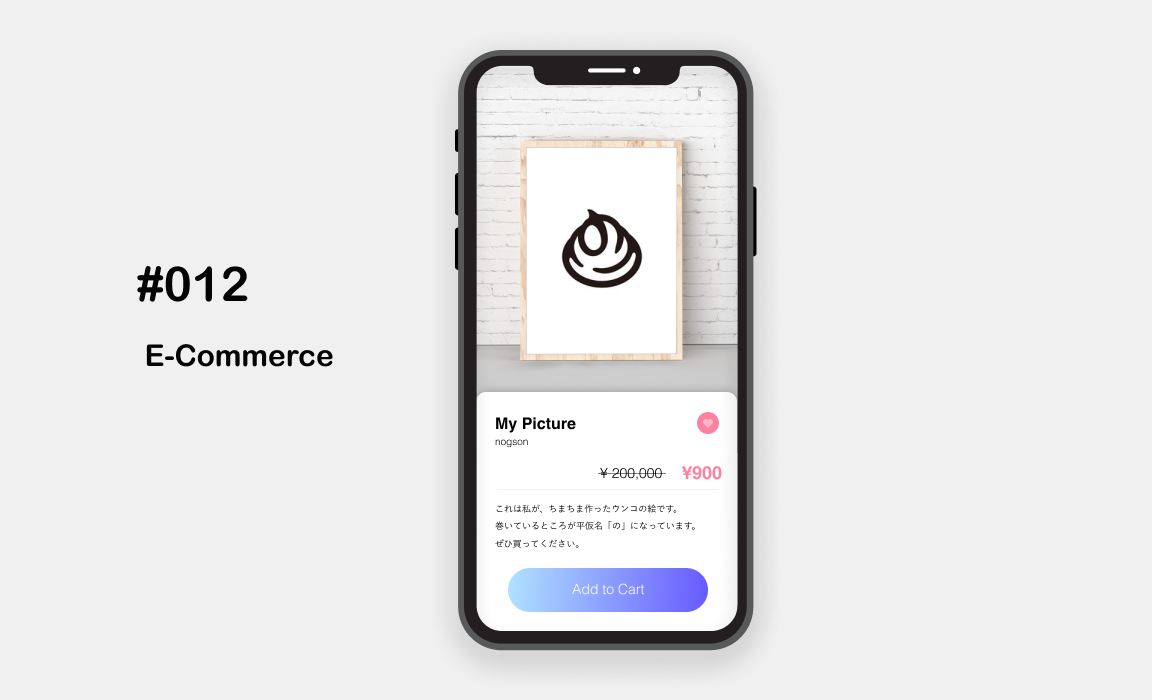 #012
E-Commerce
My Picture
nogson
¥ 200,000 ¥900
これは私が、ちまちま作ったウンコの絵です。
巻いているところが平仮名「の」になっています。
ぜひ買ってください。
Add to Cart